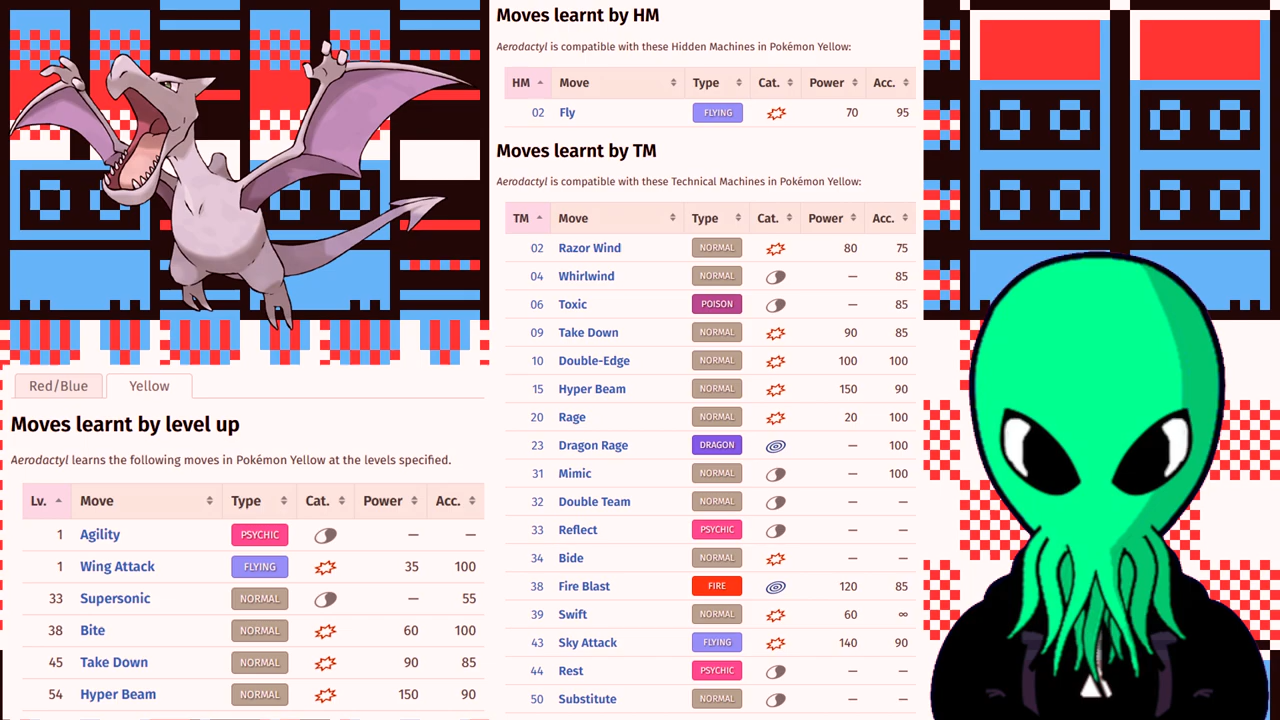 Red/Blue Yellow
Moves learnt by level up
Aerodactyl learns the following moves in Pokémon Yellow at the levels specified.
Lv. Move Type Cat. Power Acc.
1 Agility PSYCHIC — —
1 Wing Attack FLYING 35 100
33 Supersonic NORMAL — 55
38 Bite NORMAL 60 100
45 Take Down NORMAL 90 85
54 Hyper Beam NORMAL 150 90
Moves learnt by HM
Aerodactyl is compatible with these Hidden Machines in Pokémon Yellow:
HM Move Type Cat. Power Acc.
02 Fly FLYING 70 95
Moves learnt by TM
Aerodactyl is compatible with these Technical Machines in Pokémon Yellow:
TM Move Type Cat. Power Acc.
02 Razor Wind NORMAL 80 75
04 Whirlwind NORMAL — 85
06 Toxic POISON — 85
09 Take Down NORMAL 90 85
10 Double-Edge NORMAL 100 100
15 Hyper Beam NORMAL 150 90
20 Rage NORMAL 20 100
23 Dragon Rage DRAGON — 100
31 Mimic NORMAL — 100
32 Double Team NORMAL — —
33 Reflect PSYCHIC — —
34 Bide NORMAL — —
38 Fire Blast FIRE 120 85
39 Swift NORMAL 60 ∞
43 Sky Attack FLYING 140 90
44 Rest PSYCHIC — —
50 Substitute NORMAL — —